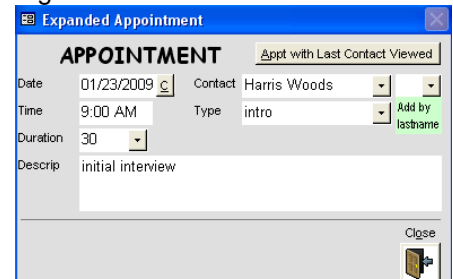 Expanded Appointment
APPOINTMENT Appt with Last Contact Viewed
Date 01/23/2009 C Contact Harris Woods
Time 9:00 AM Type intro Add by lastname
Duration 30
Descrip initial interview
Close